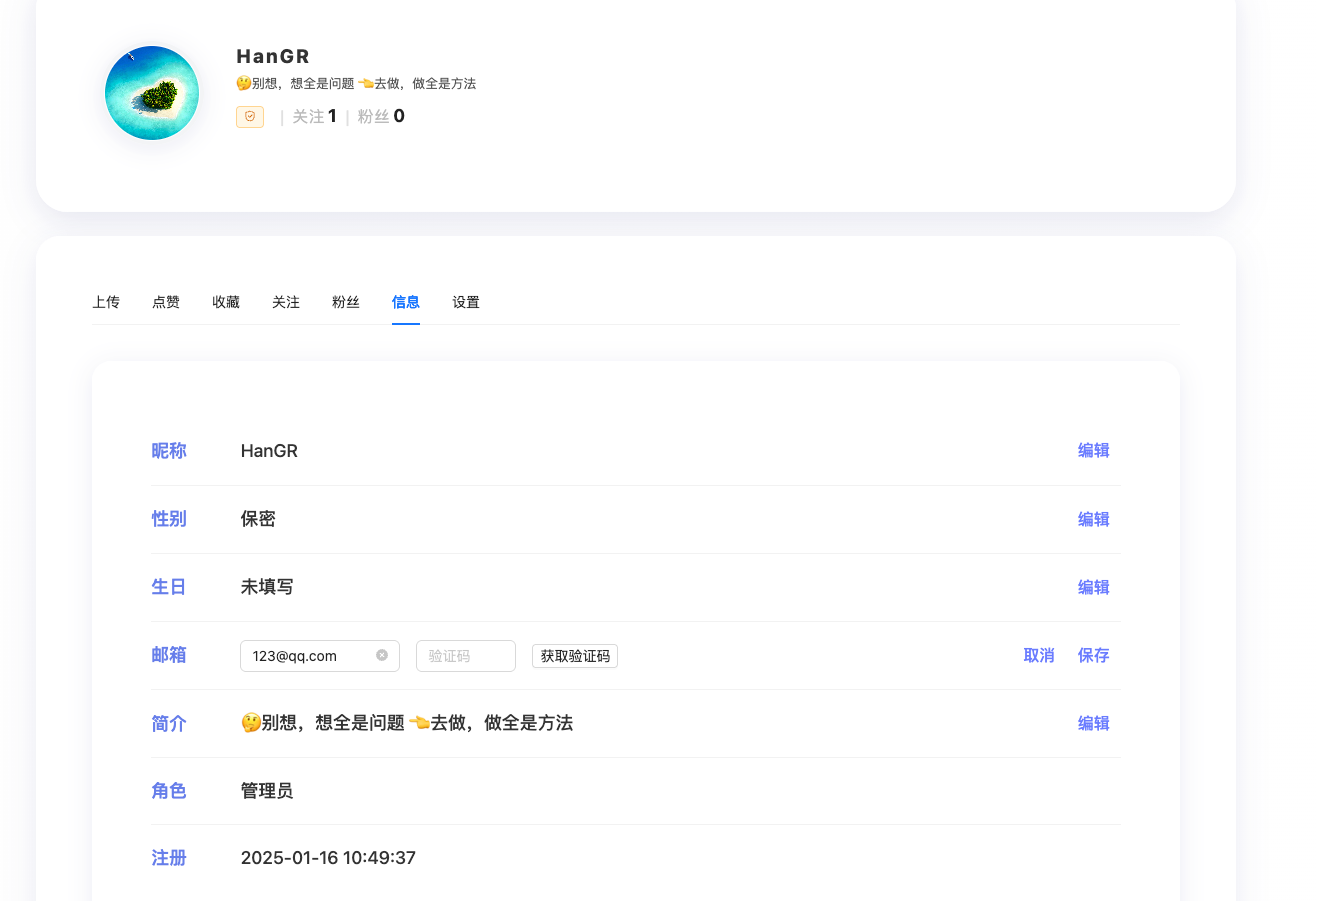 HanGR
🤔别想，想全是问题 👈去做，做全是方法
| 关注 1 | 粉丝 0
上传 点赞 收藏 关注 粉丝 信息 设置
昵称 HanGR 编辑
性别 保密 编辑
生日 未填写 编辑
邮箱 123@qq.com 验证码 获取验证码 取消 保存
简介 🤔别想，想全是问题 👈去做，做全是方法 编辑
角色 管理员
注册 2025-01-16 10:49:37